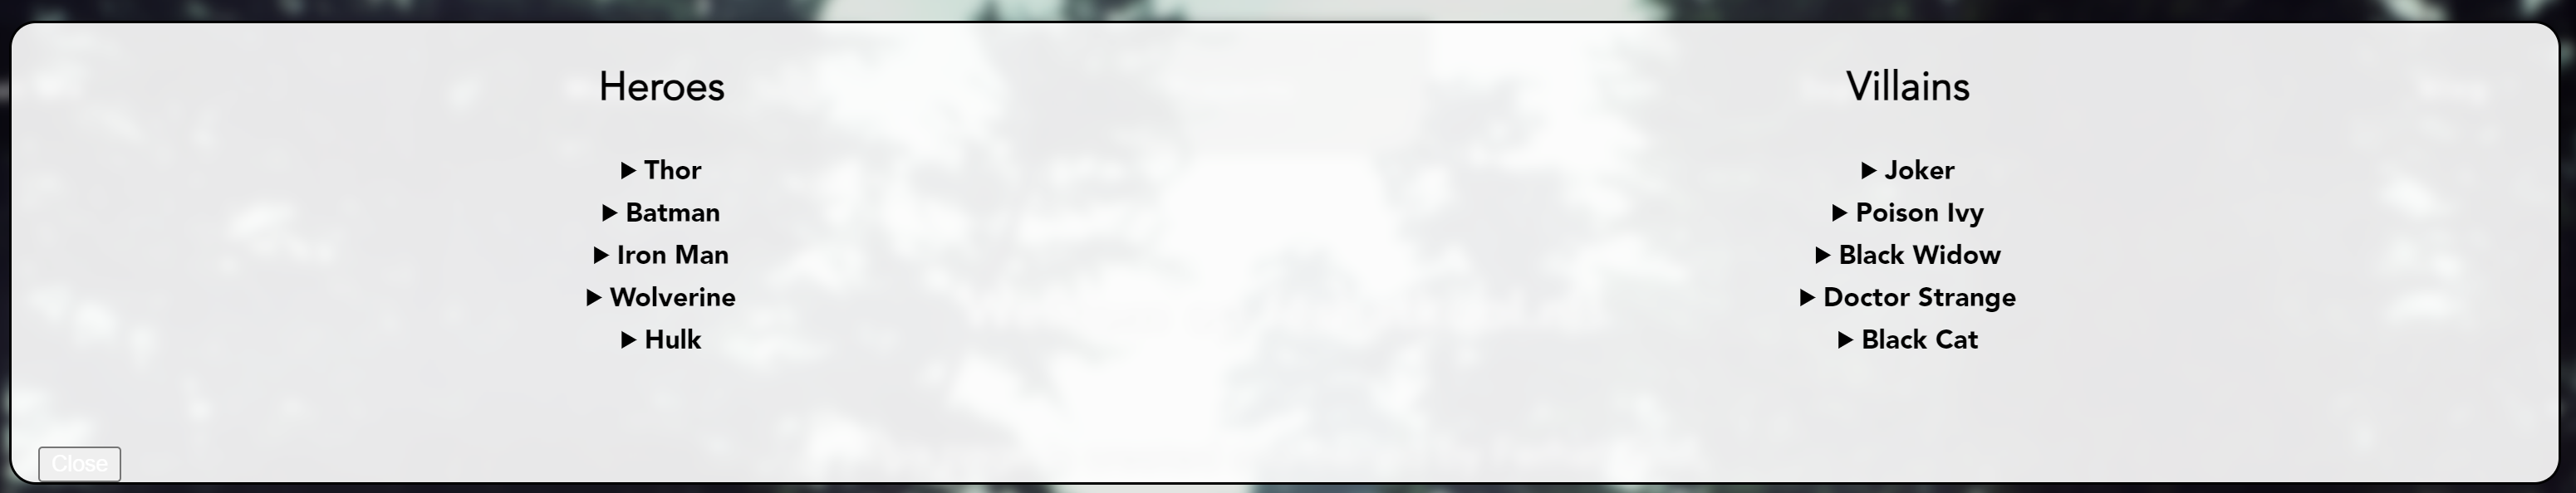 Heroes
▶ Thor
▶ Batman
▶ Iron Man
▶ Wolverine
▶ Hulk
Villains
▶ Joker
▶ Poison Ivy
▶ Black Widow
▶ Doctor Strange
▶ Black Cat
Close